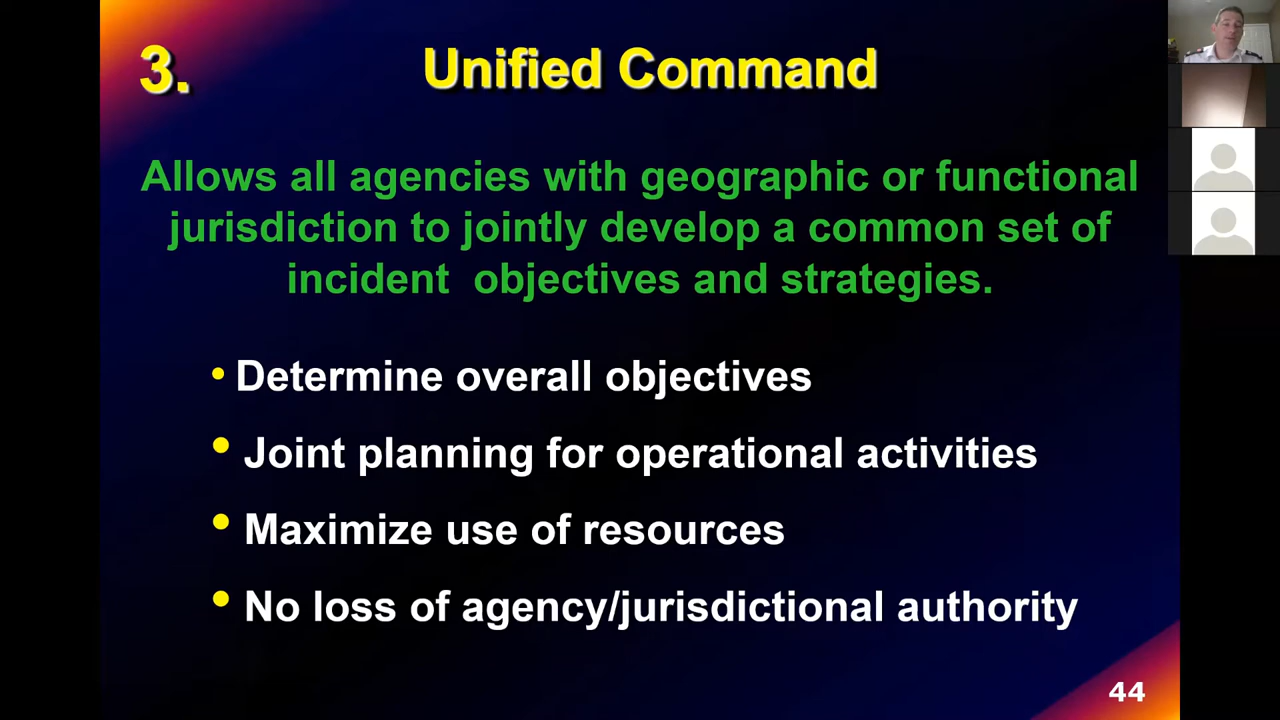 3.
Unified Command
Allows all agencies with geographic or functional
jurisdiction to jointly develop a common set of
incident  objectives and strategies.
• Determine overall objectives
• Joint planning for operational activities
• Maximize use of resources
• No loss of agency/jurisdictional authority
44